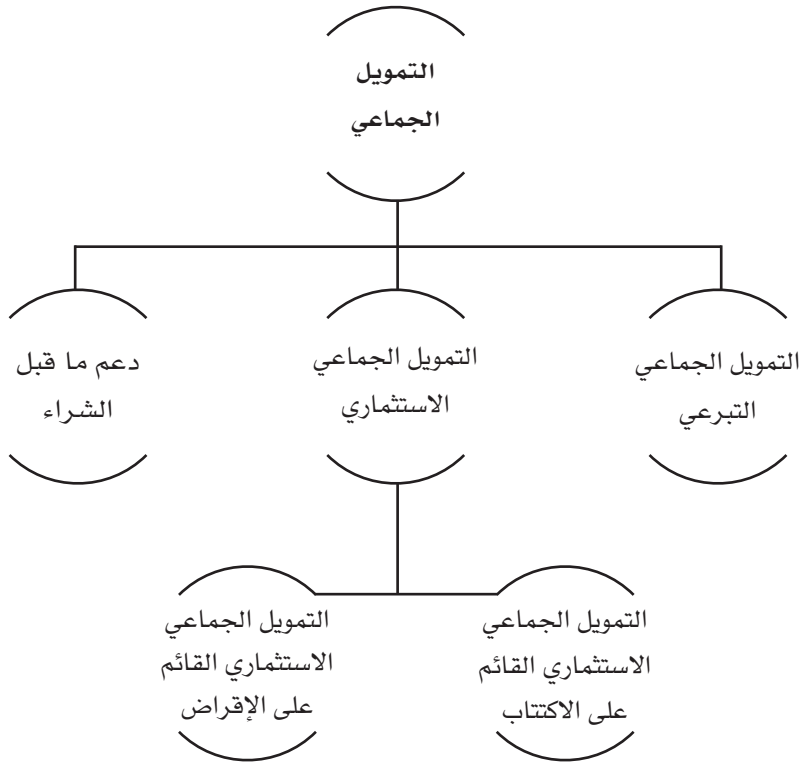 التمويل
الجماعي
التمويل الجماعي
التبرعي
التمويل الجماعي
الاستثماري
دعم ما قبل
الشراء
التمويل الجماعي
الاستثماري القائم
على الاكتتاب
التمويل الجماعي
الاستثماري القائم
على الإقراض